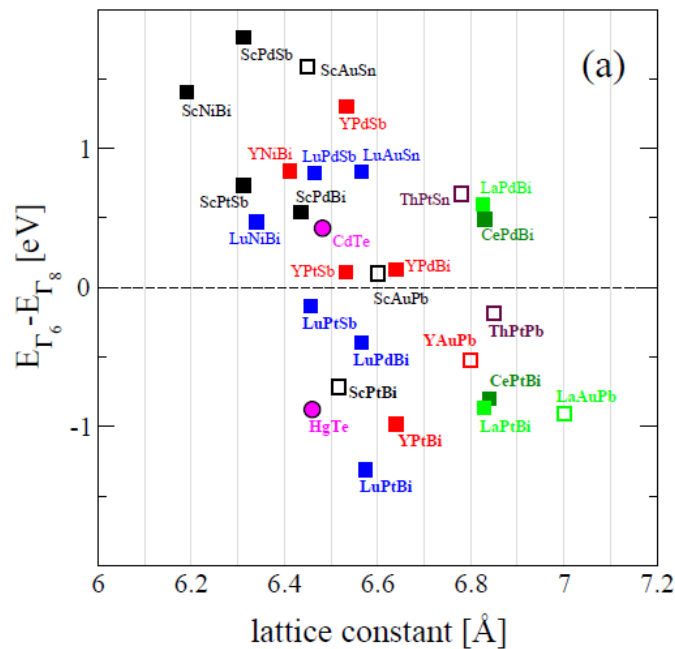 (a)
ScPdSb
ScAuSn
ScNiBi
YPdSb
YNiBi
LuPdSb
LuAuSn
ScPtSb
ScPdBi
ThPtSn
LaPdBi
LuNiBi
CdTe
CePdBi
YPtSb
YPdBi
ScAuPb
LuPtSb
ThPtPb
LuPdBi
YAuPb
ScPtBi
CePtBi
LaAuPb
HgTe
YPtBi
LaPtBi
LuPtBi
1
0
-1
E_Γ6-E_Γ8 [eV]
6 6.2 6.4 6.6 6.8 7 7.2
lattice constant [Å]